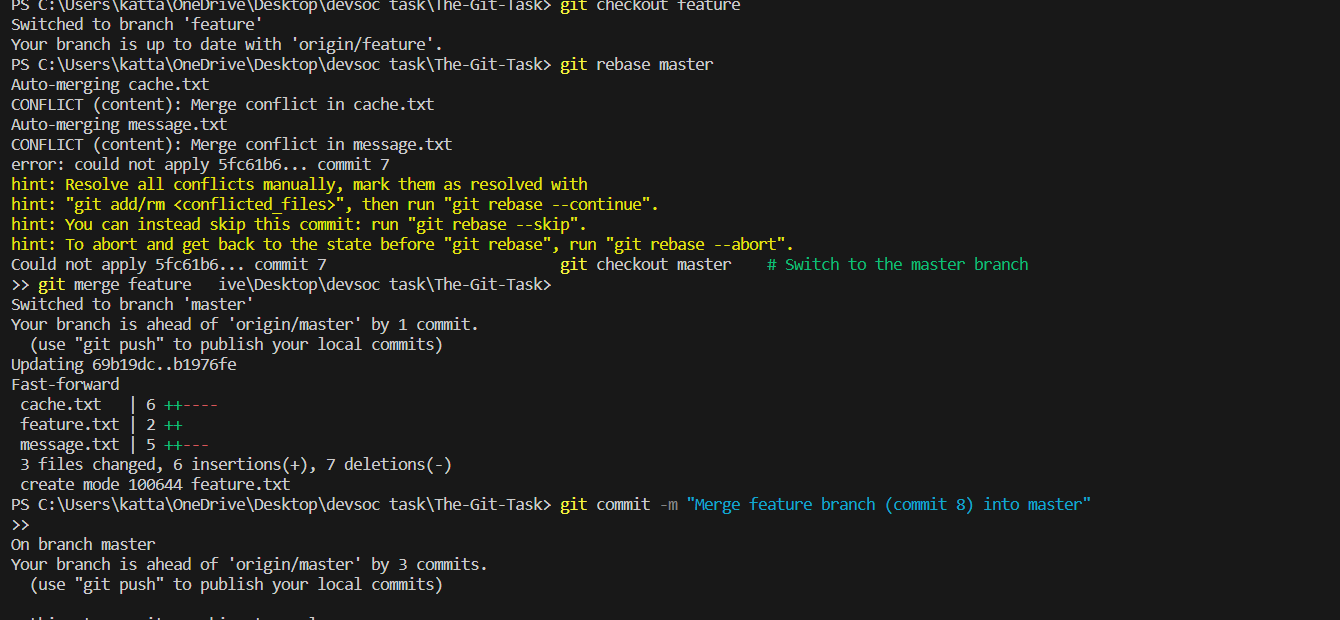 PS C:\Users\katta\OneDrive\Desktop\devsoc task\The-Git-Task> git checkout feature
Switched to branch 'feature'
Your branch is up to date with 'origin/feature'.
PS C:\Users\katta\OneDrive\Desktop\devsoc task\The-Git-Task> git rebase master
Auto-merging cache.txt
CONFLICT (content): Merge conflict in cache.txt
Auto-merging message.txt
CONFLICT (content): Merge conflict in message.txt
error: could not apply 5fc61b6... commit 7
hint: Resolve all conflicts manually, mark them as resolved with
hint: "git add/rm <conflicted_files>", then run "git rebase --continue".
hint: You can instead skip this commit: run "git rebase --skip".
hint: To abort and get back to the state before "git rebase", run "git rebase --abort".
Could not apply 5fc61b6... commit 7                          git checkout master    # Switch to the master branch
>> git merge feature   ive\Desktop\devsoc task\The-Git-Task>
Switched to branch 'master'
Your branch is ahead of 'origin/master' by 1 commit.
  (use "git push" to publish your local commits)
Updating 69b19dc..b1976fe
Fast-forward
 cache.txt   | 6 ++----
 feature.txt | 2 ++
 message.txt | 5 ++---
 3 files changed, 6 insertions(+), 7 deletions(-)
 create mode 100644 feature.txt
PS C:\Users\katta\OneDrive\Desktop\devsoc task\The-Git-Task> git commit -m "Merge feature branch (commit 8) into master"
>>
On branch master
Your branch is ahead of 'origin/master' by 3 commits.
  (use "git push" to publish your local commits)